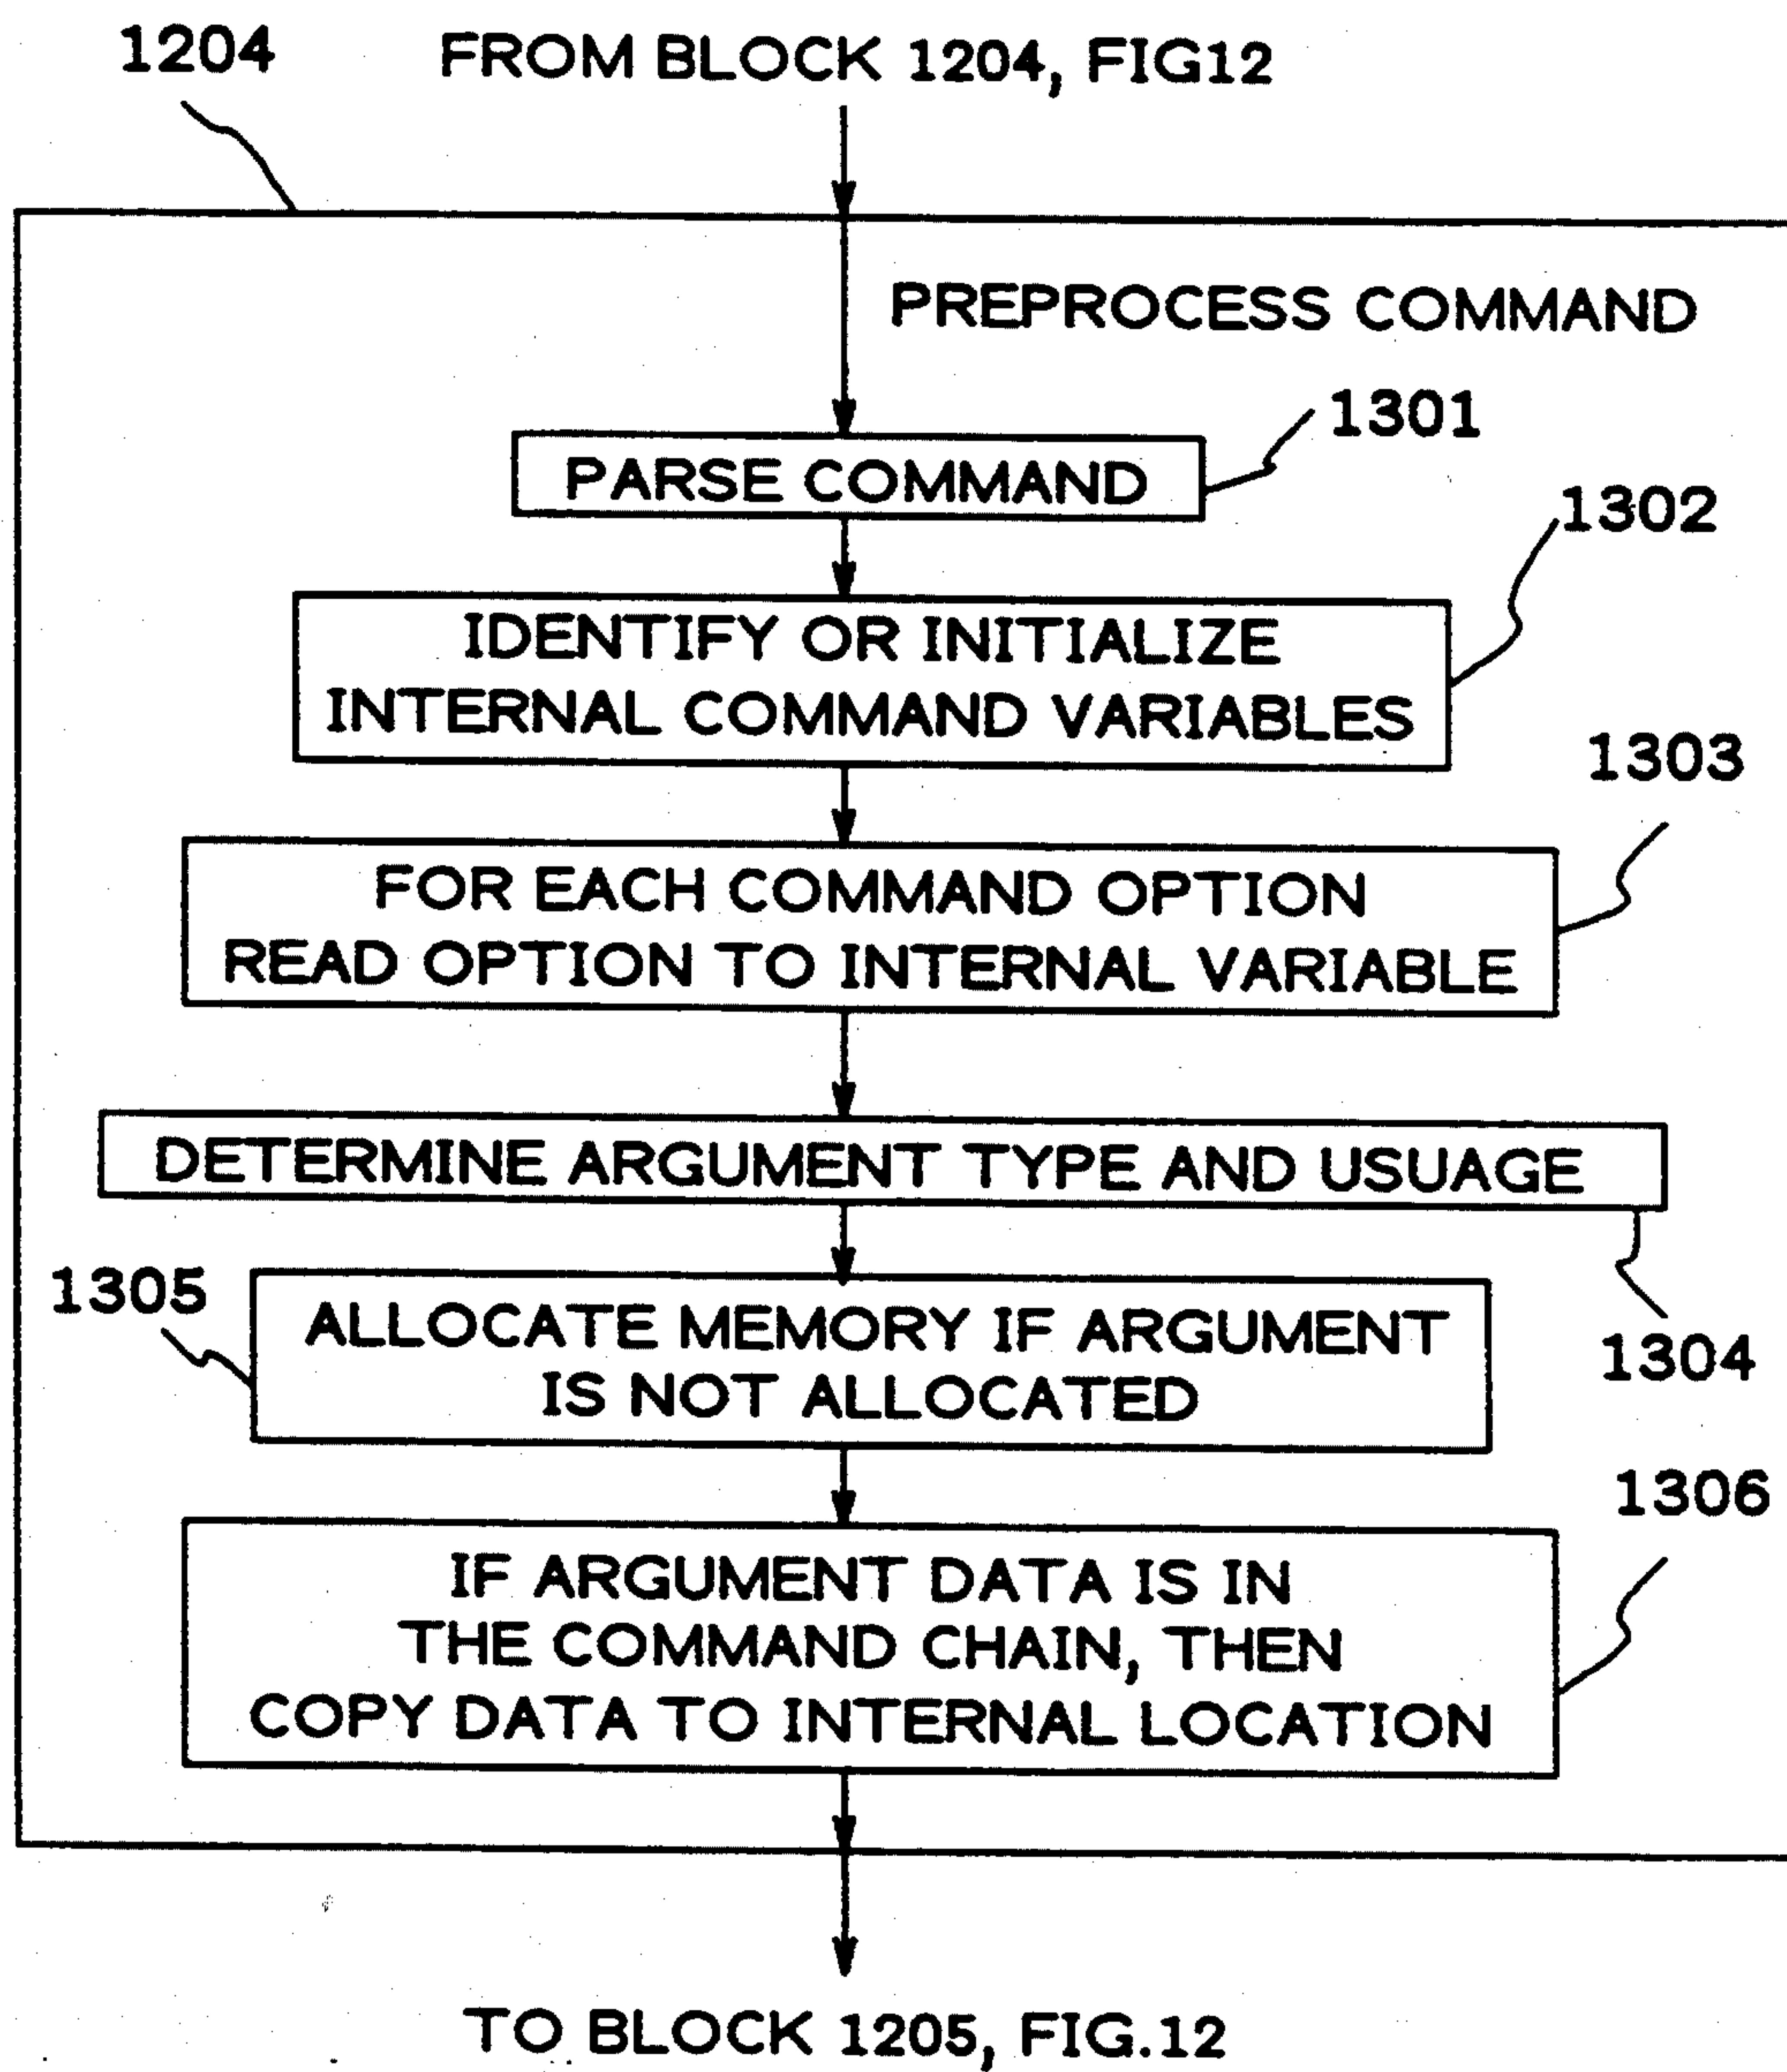 1204
FROM BLOCK 1204, FIG12
PREPROCESS COMMAND
1301
PARSE COMMAND
1302
IDENTIFY OR INITIALIZE
INTERNAL COMMAND VARIABLES
1303
FOR EACH COMMAND OPTION
READ OPTION TO INTERNAL VARIABLE
DETERMINE ARGUMENT TYPE AND USUAGE
1304
1305
ALLOCATE MEMORY IF ARGUMENT
IS NOT ALLOCATED
1306
IF ARGUMENT DATA IS IN
THE COMMAND CHAIN, THEN
COPY DATA TO INTERNAL LOCATION
TO BLOCK 1205, FIG.12